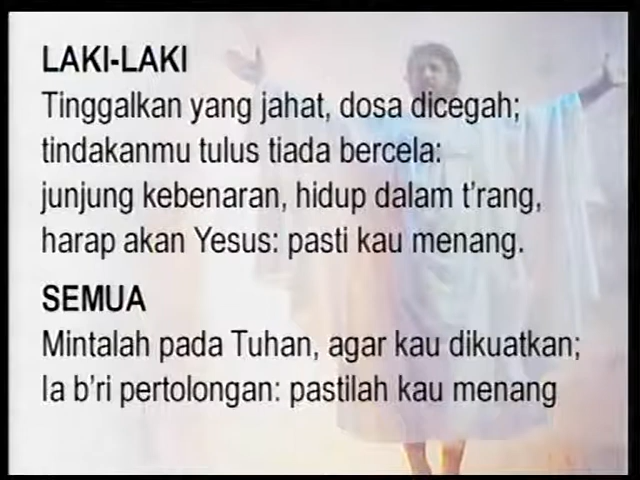 LAKI-LAKI
Tinggalkan yang jahat, dosa dicegah;
tindakanmu tulus tiada bercela:
junjung kebenaran, hidup dalam t'rang,
harap akan Yesus: pasti kau menang.
SEMUA
Mintalah pada Tuhan, agar kau dikuatkan;
Ia b'ri pertolongan: pastilah kau menang